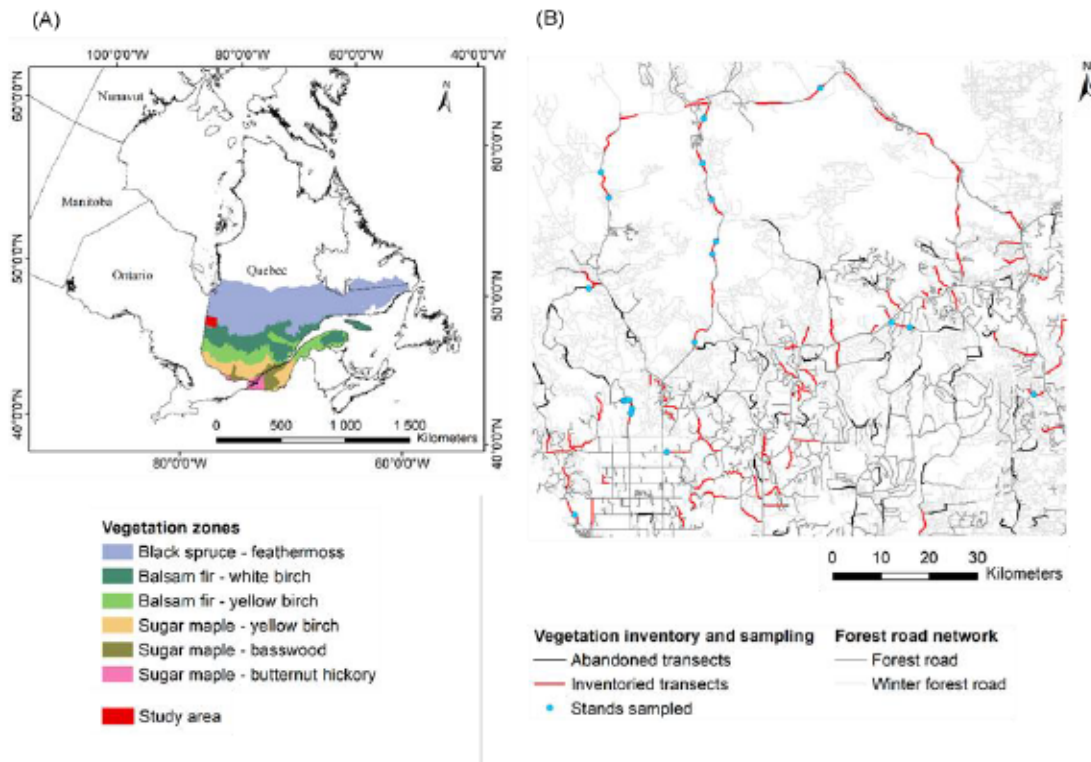 (A)
100°0'0"W 80°0'0"W 60°0'0"W
60°0'0"N
50°0'0"N
40°0'0"N
N
60°0'0"N
50°0'0"N
40°0'0"N
Nunavut
Manitoba
Ontario
Quebec
0 500 1 000 1 500
Kilometers
80°0'0"W 60°0'0"W
Vegetation zones
Black spruce - feathermoss
Balsam fir - white birch
Balsam fir - yellow birch
Sugar maple - yellow birch
Sugar maple - basswood
Sugar maple - butternut hickory
Study area
(B)
N
0 10 20 30
Kilometers
Vegetation inventory and sampling
Abandoned transects
Inventoried transects
Stands sampled
Forest road network
Forest road
Winter forest road